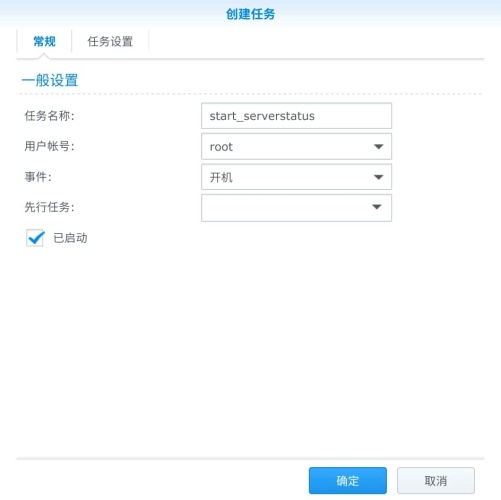 创建任务
常规 任务设置
一般设置
任务名称: start_serverstatus
用户帐号: root
事件: 开机
先行任务:
已启动
确定 取消